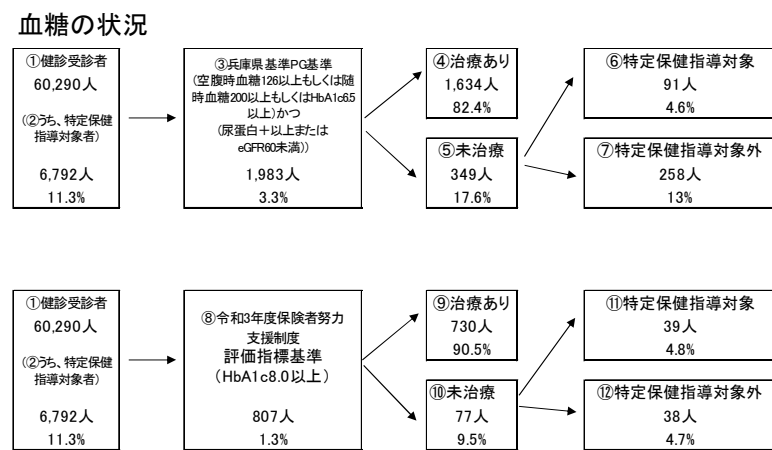 血糖の状況
①健診受診者
60,290人
(②うち、特定保健
指導対象者)
6,792人
11.3%
③兵庫県基準PG基準
(空腹時血糖126以上もしくは随
時血糖200以上もしくはHbA1c6.5
以上)かつ
(尿蛋白+以上または
eGFR60未満))
1,983人
3.3%
④治療あり
1,634人
82.4%
⑤未治療
349人
17.6%
⑥特定保健指導対象
91人
4.6%
⑦特定保健指導対象外
258人
13%
①健診受診者
60,290人
(②うち、特定保健
指導対象者)
6,792人
11.3%
⑧令和3年度保険者努力
支援制度
評価指標基準
(HbA1c8.0以上)
807人
1.3%
⑨治療あり
730人
90.5%
⑩未治療
77人
9.5%
⑪特定保健指導対象
39人
4.8%
⑫特定保健指導対象外
38人
4.7%